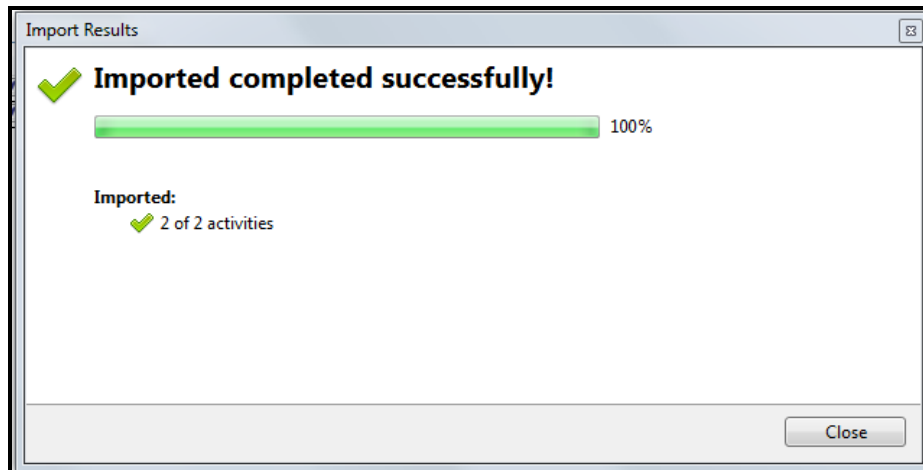 Import Results
Imported completed successfully!
100%
Imported:
2 of 2 activities
Close